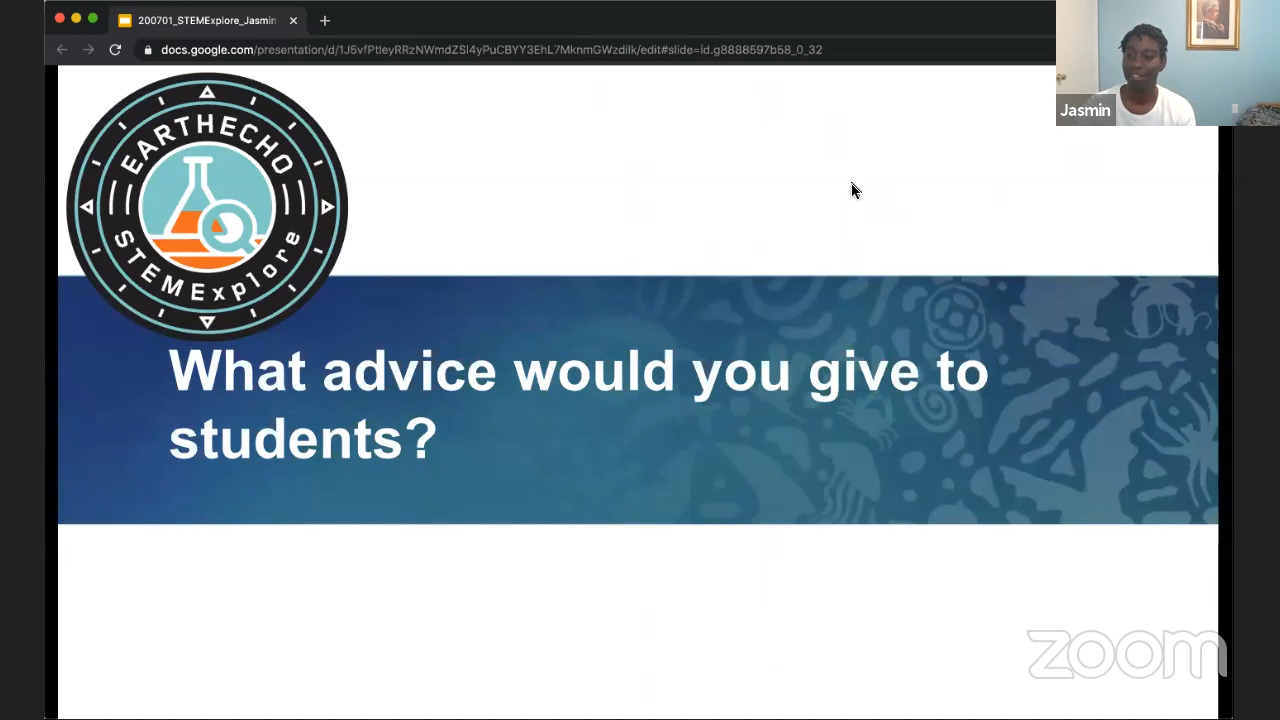 200701_STEMExplore_Jasmin
docs.google.com/presentation/d/1J5vfPtleyRRzNWmdZSl4yPuCBYY3EhL7MknmGWzdilk/edit#slide=id.g8888597b58_0_32
Jasmin
EARTHECHO
STEMExplore
What advice would you give to
students?
zoom